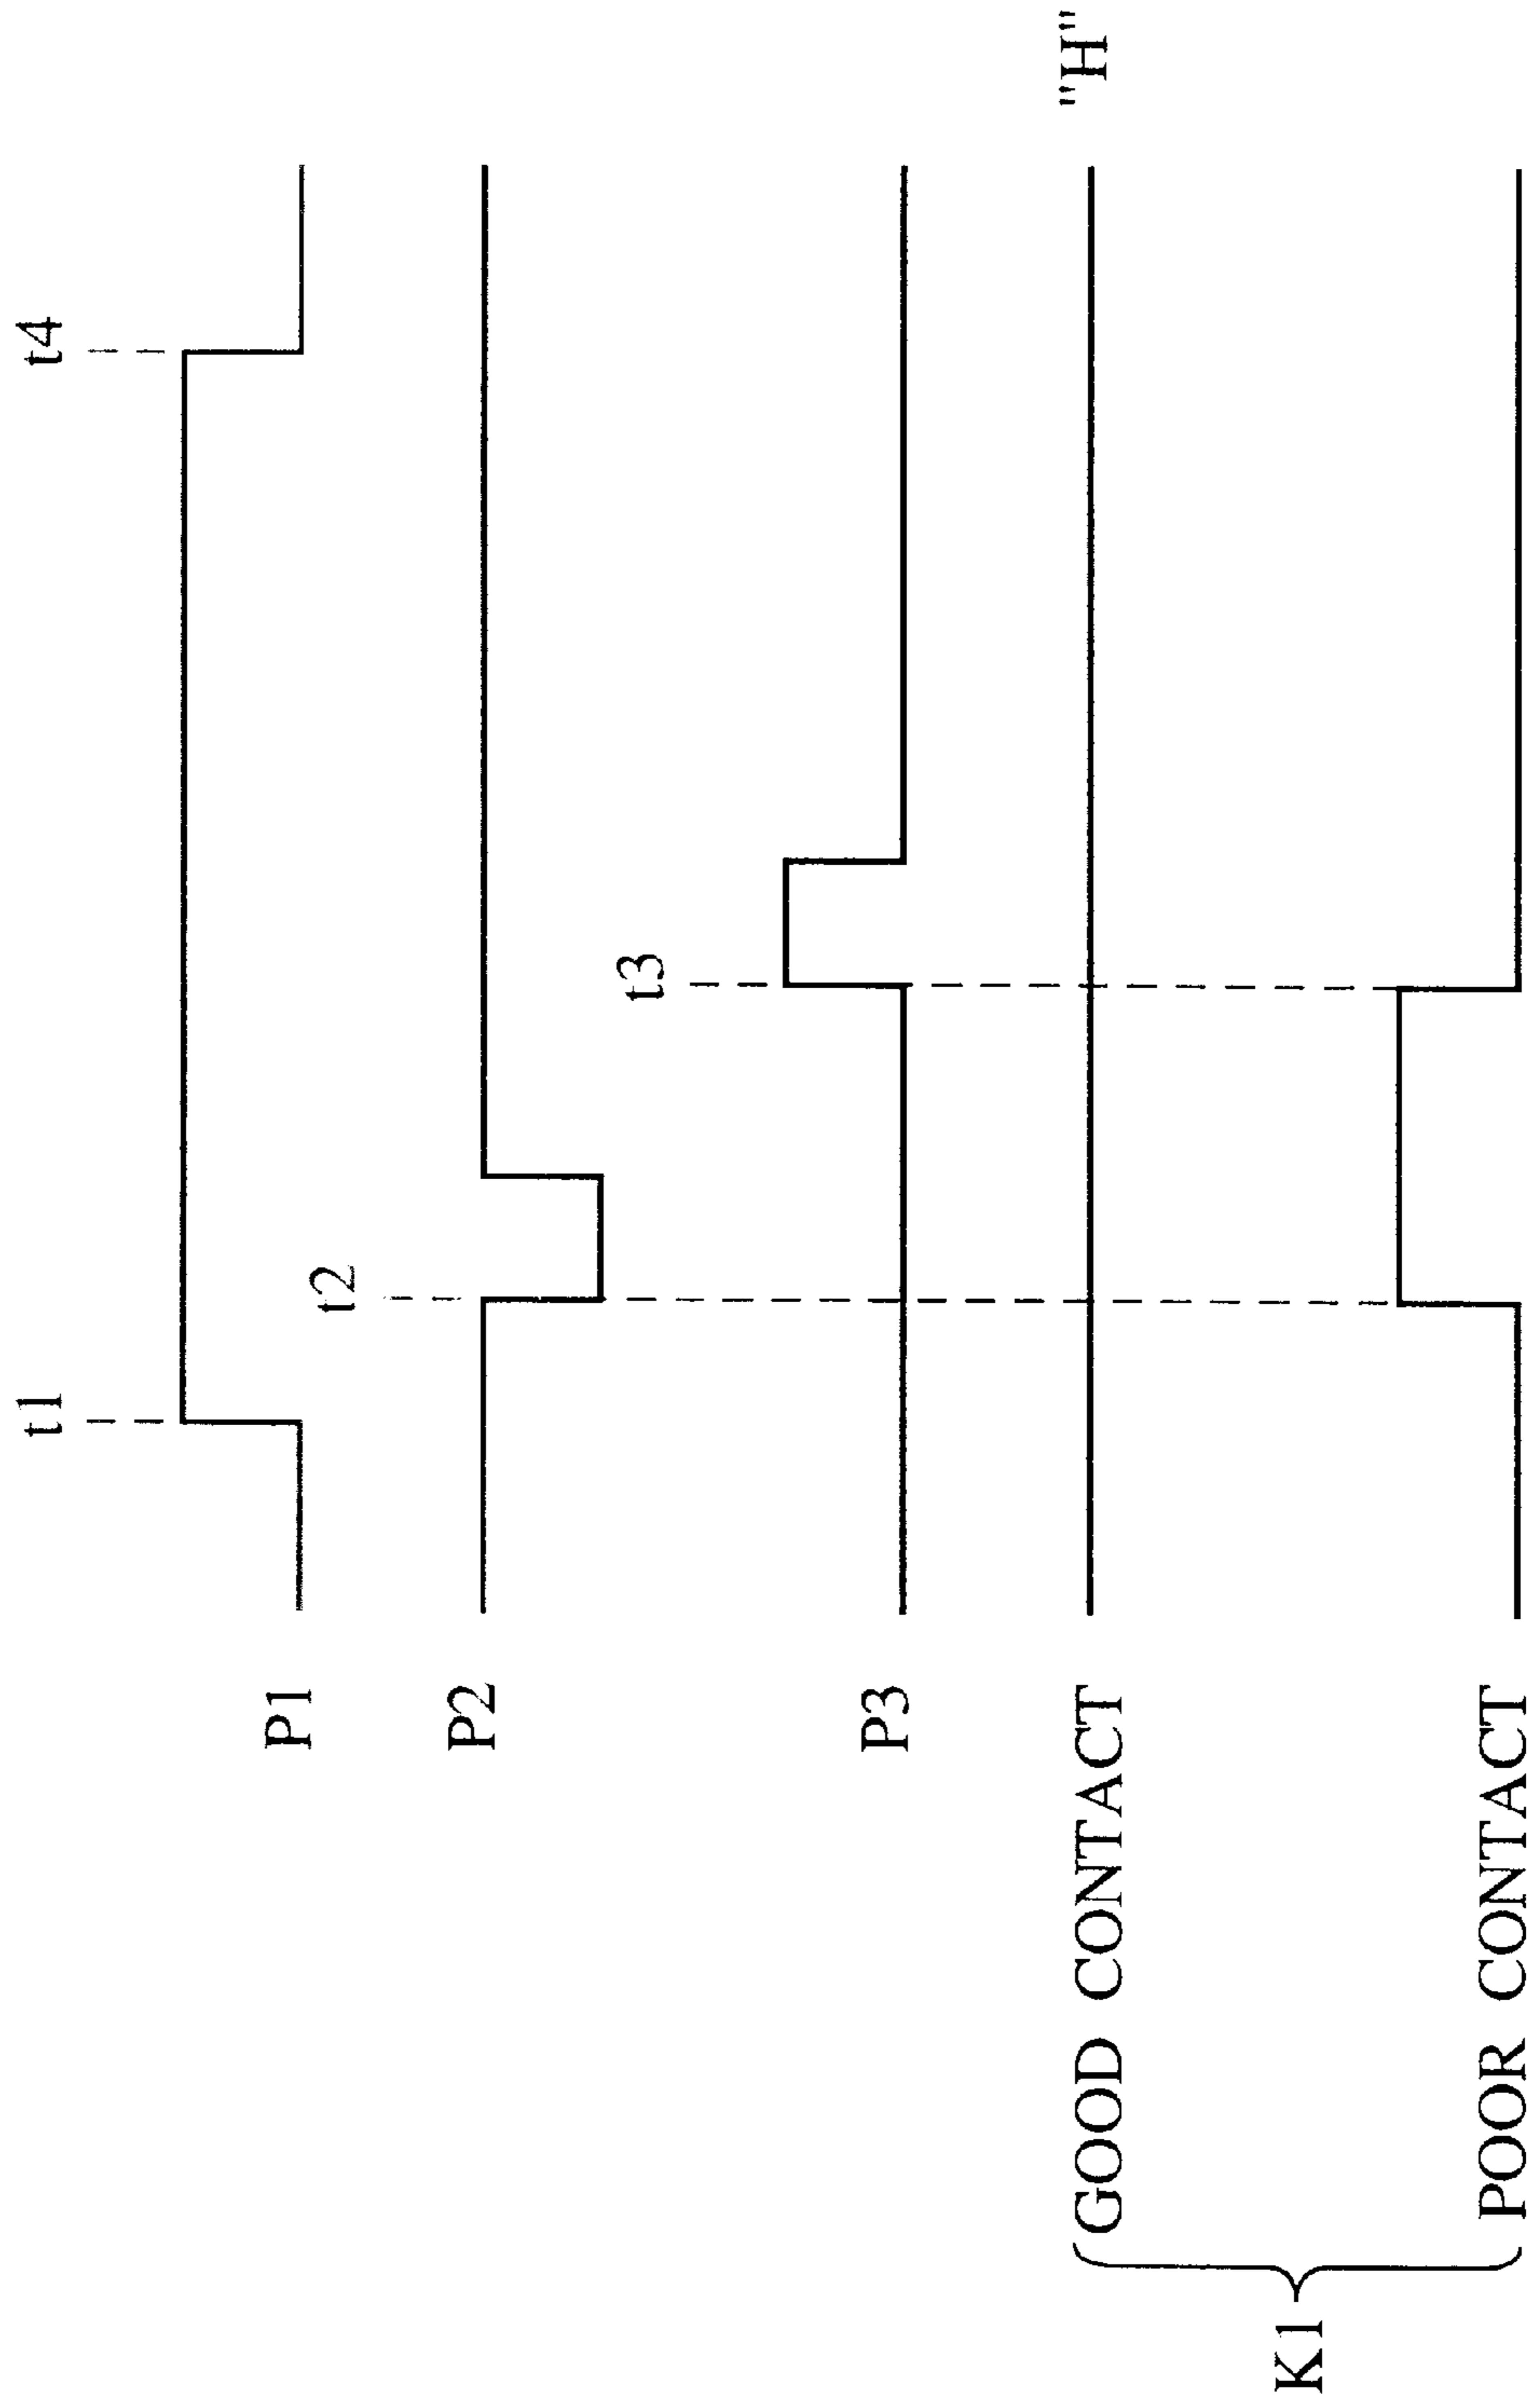 t1
t4
P1
t2
P2
t3
P3
K1
GOOD CONTACT
"H"
POOR CONTACT